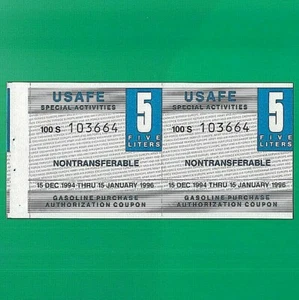 USAFE
SPECIAL ACTIVITIES
100 S 103664
5
FIVE
LITERS
NONTRANSFERABLE
15 DEC 1994 THRU 15 JANUARY 1996
GASOLINE PURCHASE
AUTHORIZATION COUPON
USAFE
SPECIAL ACTIVITIES
100 S 103664
5
FIVE
LITERS
NONTRANSFERABLE
15 DEC 1994 THRU 15 JANUARY 1996
GASOLINE PURCHASE
AUTHORIZATION COUPON